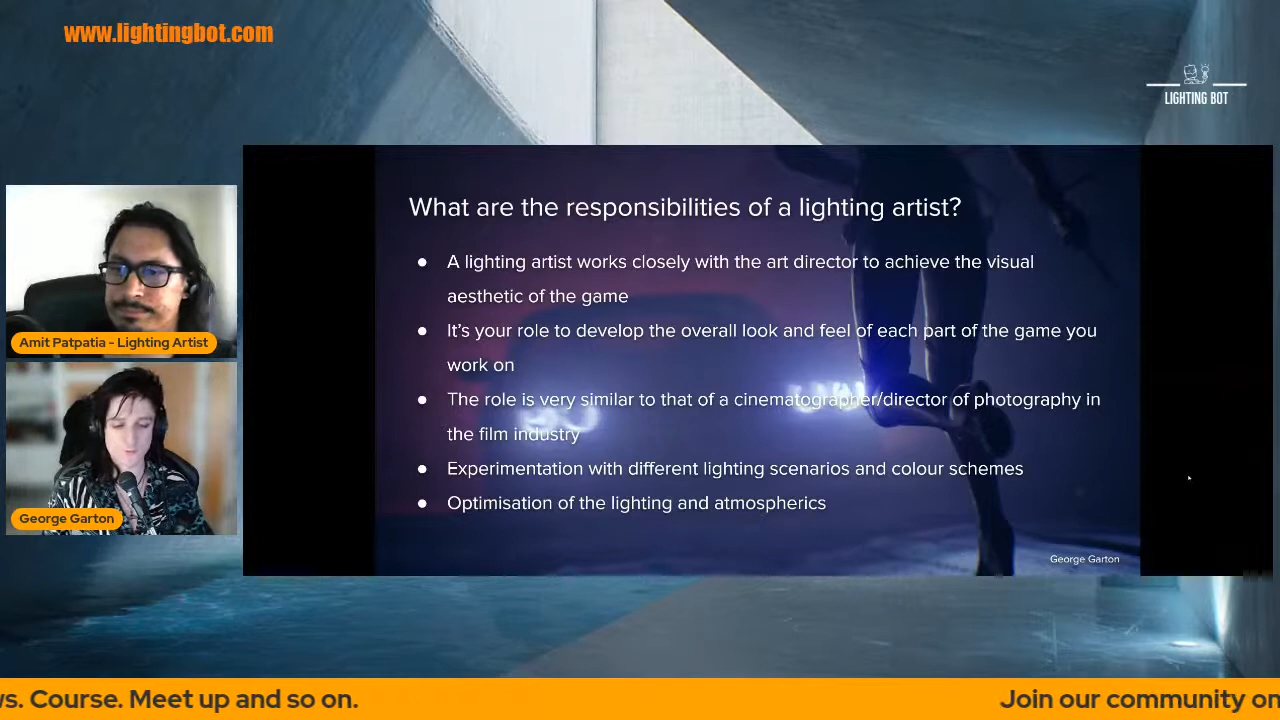 www.lightingbot.com
LIGHTING BOT
What are the responsibilities of a lighting artist?
● A lighting artist works closely with the art director to achieve the visual
aesthetic of the game
● It's your role to develop the overall look and feel of each part of the game you
work on
● The role is very similar to that of a cinematographer/director of photography in
the film industry
● Experimentation with different lighting scenarios and colour schemes
● Optimisation of the lighting and atmospherics
George Garton
Amit Patpatia - Lighting Artist
George Garton
Course. Meet up and so on.
Join our community on